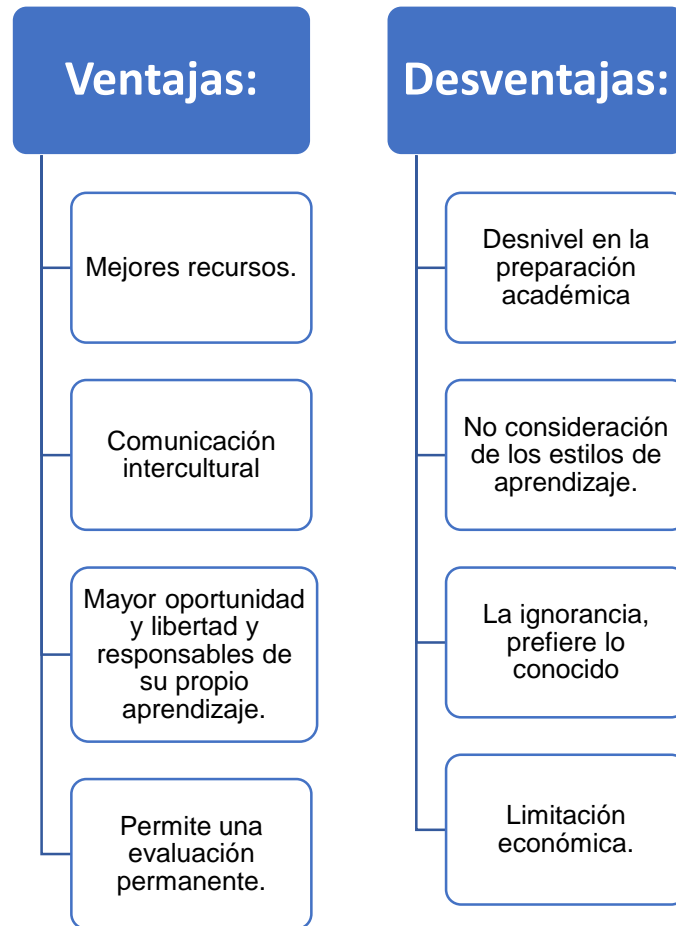 Ventajas:
Mejores recursos.
Comunicación
intercultural
Mayor oportunidad
y libertad y
responsables de
su propio
aprendizaje.
Permite una
evaluación
permanente.
Desventajas:
Desnivel en la
preparación
académica
No consideración
de los estilos de
aprendizaje.
La ignorancia,
prefiere lo
conocido
Limitación
económica.